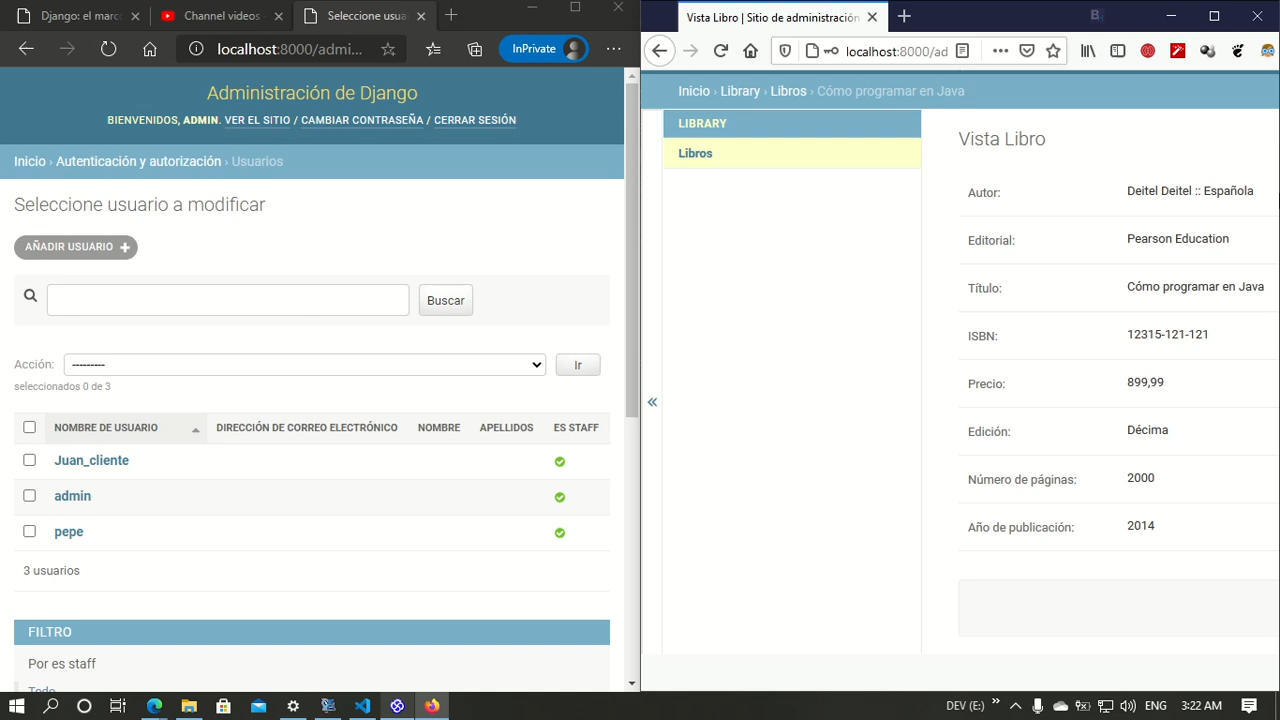 Django: el a
channel videos
Seleccione usu
localhost:8000/admi...
InPrivate
Administración de Django
BIENVENIDOS, ADMIN. VER EL SITIO / CAMBIAR CONTRASEÑA / CERRAR SESIÓN
Inicio › Autenticación y autorización › Usuarios
Seleccione usuario a modificar
AÑADIR USUARIO +
Buscar
Acción: --------- Ir
seleccionados 0 de 3
NOMBRE DE USUARIO DIRECCIÓN DE CORREO ELECTRÓNICO NOMBRE APELLIDOS ES STAFF
Juan_cliente
admin
pepe
3 usuarios
FILTRO
Por es staff
Todo
Vista Libro | Sitio de administración
localhost:8000/ad
Inicio › Library › Libros › Cómo programar en Java
LIBRARY
Libros
Vista Libro
Autor: Deitel Deitel :: Española
Editorial: Pearson Education
Título: Cómo programar en Java
ISBN: 12315-121-121
Precio: 899,99
Edición: Décima
Número de páginas: 2000
Año de publicación: 2014
DEV (E:) ENG 3:22 AM